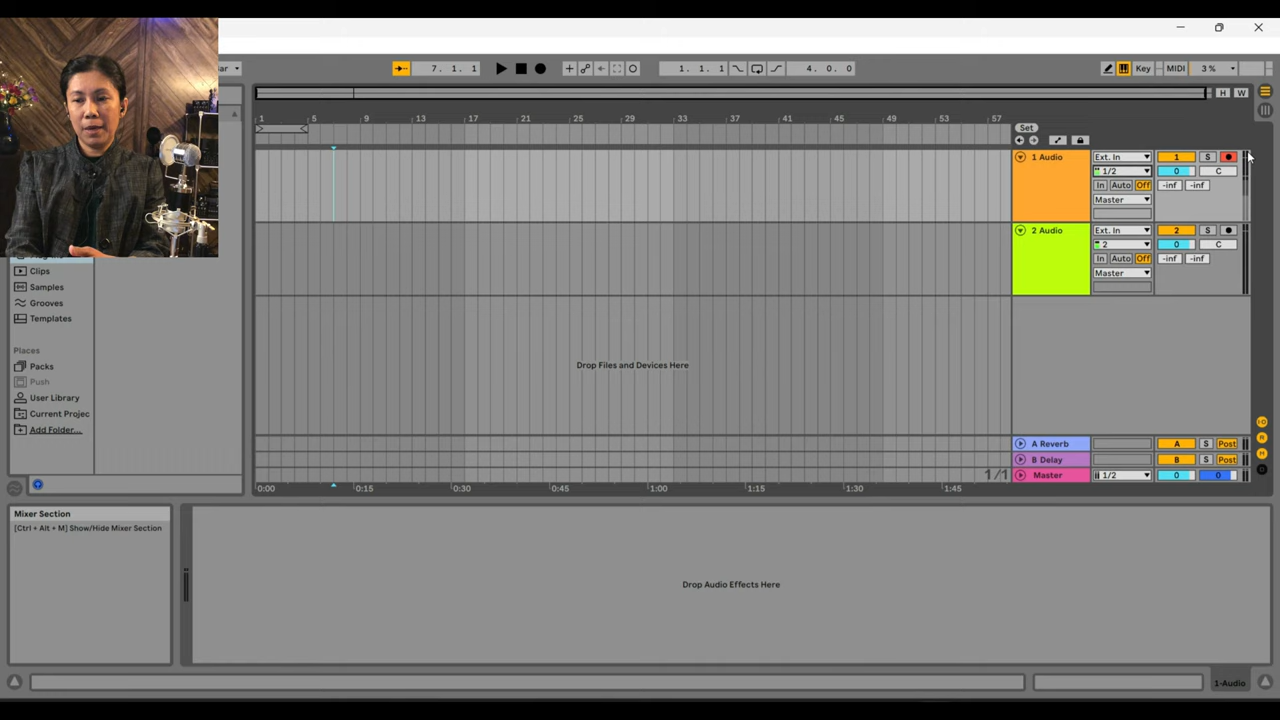 ar
7. 1. 1
1. 1. 1
4. 0. 0
Key
MIDI
3 %
H
W
1
5
9
13
17
21
25
29
33
37
41
45
49
53
57
Set
1 Audio
Ext. In
1
S
1/2
0
C
In
Auto
Off
-inf
-inf
Master
2 Audio
Ext. In
2
S
2
0
C
In
Auto
Off
-inf
-inf
Master
Clips
Samples
Grooves
Templates
Places
Packs
Push
User Library
Current Projec
Add Folder...
Drop Files and Devices Here
A Reverb
A
S
Post
B Delay
B
S
Post
1/1
Master
1/2
0
0
0:00
0:15
0:30
0:45
1:00
1:15
1:30
1:45
Mixer Section
[Ctrl + Alt + M] Show/Hide Mixer Section
Drop Audio Effects Here
1-Audio